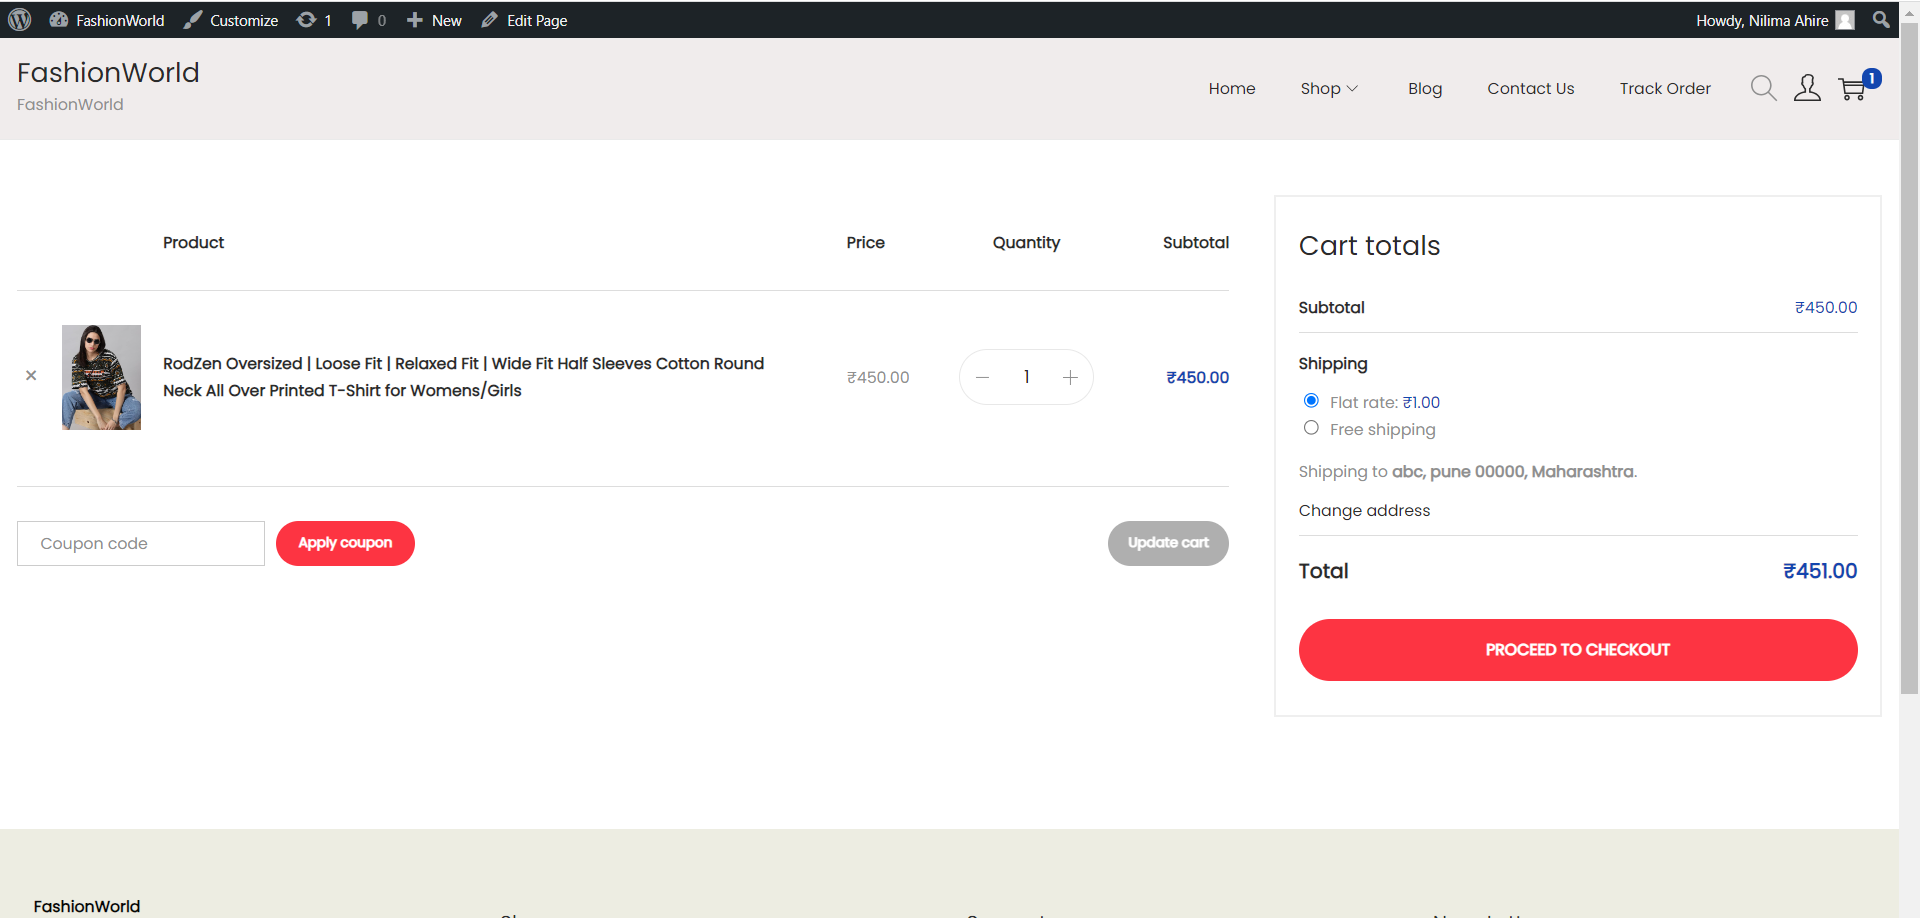 FashionWorld Customize 1 0 New Edit Page Howdy, Nilima Ahire
FashionWorld
FashionWorld
Home Shop Blog Contact Us Track Order 1
Product Price Quantity Subtotal
RodZen Oversized | Loose Fit | Relaxed Fit | Wide Fit Half Sleeves Cotton Round
Neck All Over Printed T-Shirt for Womens/Girls
₹450.00 1 ₹450.00
Coupon code Apply coupon Update cart
Cart totals
Subtotal ₹450.00
Shipping
Flat rate: ₹1.00
Free shipping
Shipping to abc, pune 00000, Maharashtra.
Change address
Total ₹451.00
PROCEED TO CHECKOUT
FashionWorld